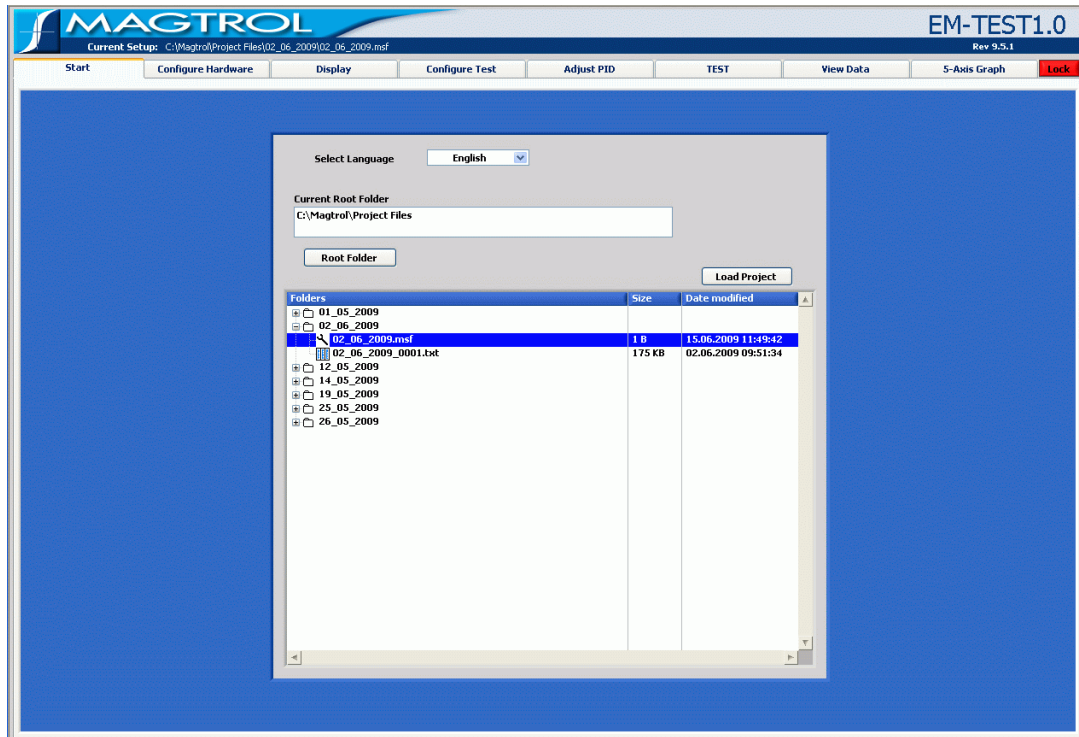 MAGTROL
EM-TEST1.0
Current Setup: C:\Magtrol\Project Files\02_06_2009\02_06_2009.msf
Rev 9.5.1
Start Configure Hardware Display Configure Test Adjust PID TEST View Data 5-Axis Graph Lock
Select Language English
Current Root Folder
C:\Magtrol\Project Files
Root Folder
Load Project
Folders Size Date modified
01_05_2009
02_06_2009
02_06_2009.msf 1 B 15.06.2009 11:49:42
02_06_2009_0001.txt 175 KB 02.06.2009 09:51:34
12_05_2009
14_05_2009
19_05_2009
25_05_2009
26_05_2009